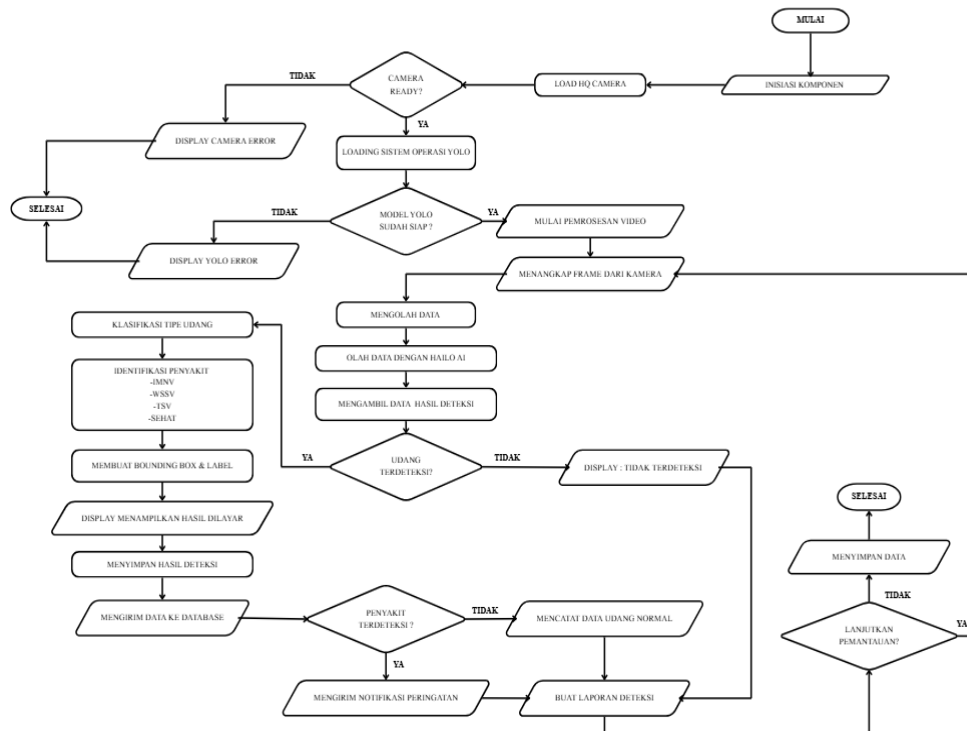 MULAI
INISIASI KOMPONEN
LOAD HQ CAMERA
CAMERA
READY?
TIDAK
YA
DISPLAY CAMERA ERROR
LOADING SISTEM OPERASI YOLO
SELESAI
MODEL YOLO
SUDAH SIAP ?
TIDAK
YA
DISPLAY YOLO ERROR
MULAI PEMROSESAN VIDEO
MENANGKAP FRAME DARI KAMERA
MENGOLAH DATA
OLAH DATA DENGAN HAILO AI
MENGAMBIL DATA HASIL DETEKSI
UDANG
TERDETEKSI?
YA
TIDAK
DISPLAY : TIDAK TERDETEKSI
KLASIFIKASI TIPE UDANG
IDENTIFIKASI PENYAKIT
-IMNV
-WSSV
-TSV
-SEHAT
MEMBUAT BOUNDING BOX & LABEL
DISPLAY MENAMPILKAN HASIL DILAYAR
MENYIMPAN HASIL DETEKSI
MENGIRIM DATA KE DATABASE
PENYAKIT
TERDETEKSI ?
TIDAK
YA
MENCATAT DATA UDANG NORMAL
MENGIRIM NOTIFIKASI PERINGATAN
BUAT LAPORAN DETEKSI
LANJUTKAN
PEMANTAUAN?
YA
TIDAK
MENYIMPAN DATA
SELESAI